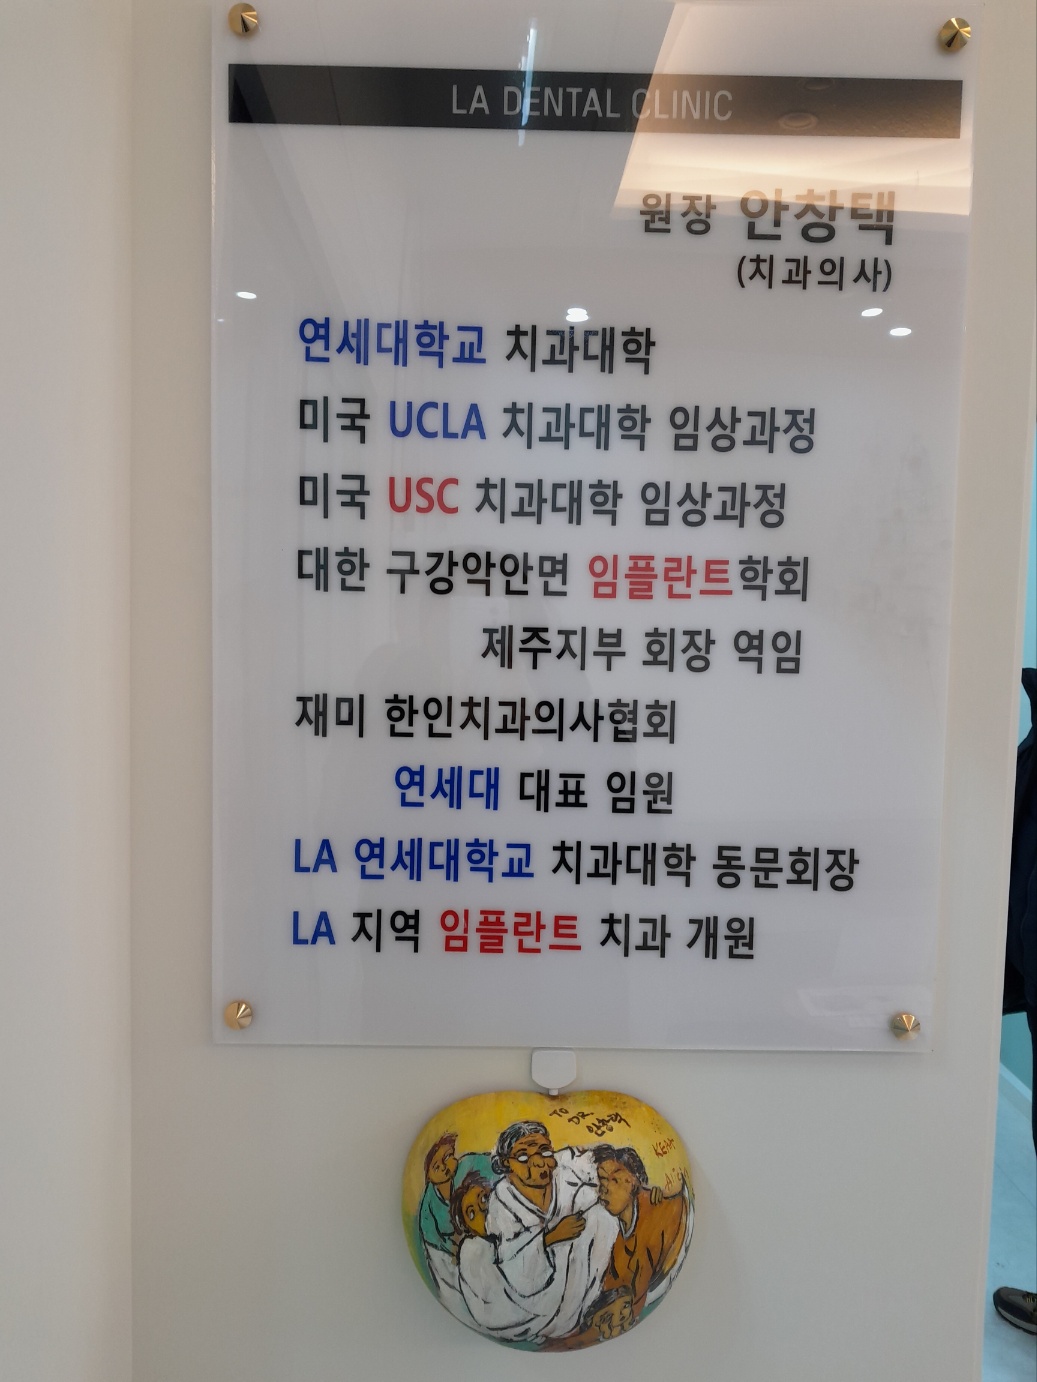 LA DENTAL CLINIC
원장 안창택
(치과의사)
연세대학교 치과대학
미국 UCLA 치과대학 임상과정
미국 USC 치과대학 임상과정
대한 구강악안면 임플란트학회
제주지부 회장 역임
재미 한인치과의사협회
연세대 대표 임원
LA 연세대학교 치과대학 동문회장
LA 지역 임플란트 치과 개원
TO
DR.
안창택